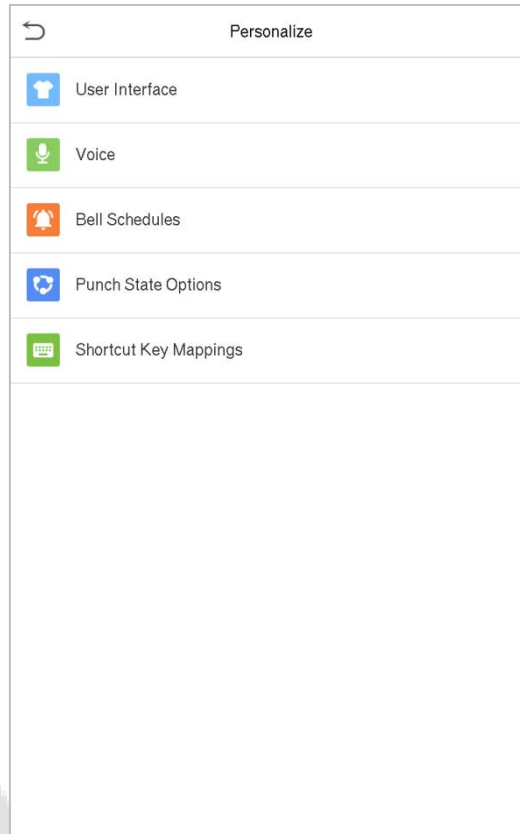 Personalize
User Interface
Voice
Bell Schedules
Punch State Options
Shortcut Key Mappings